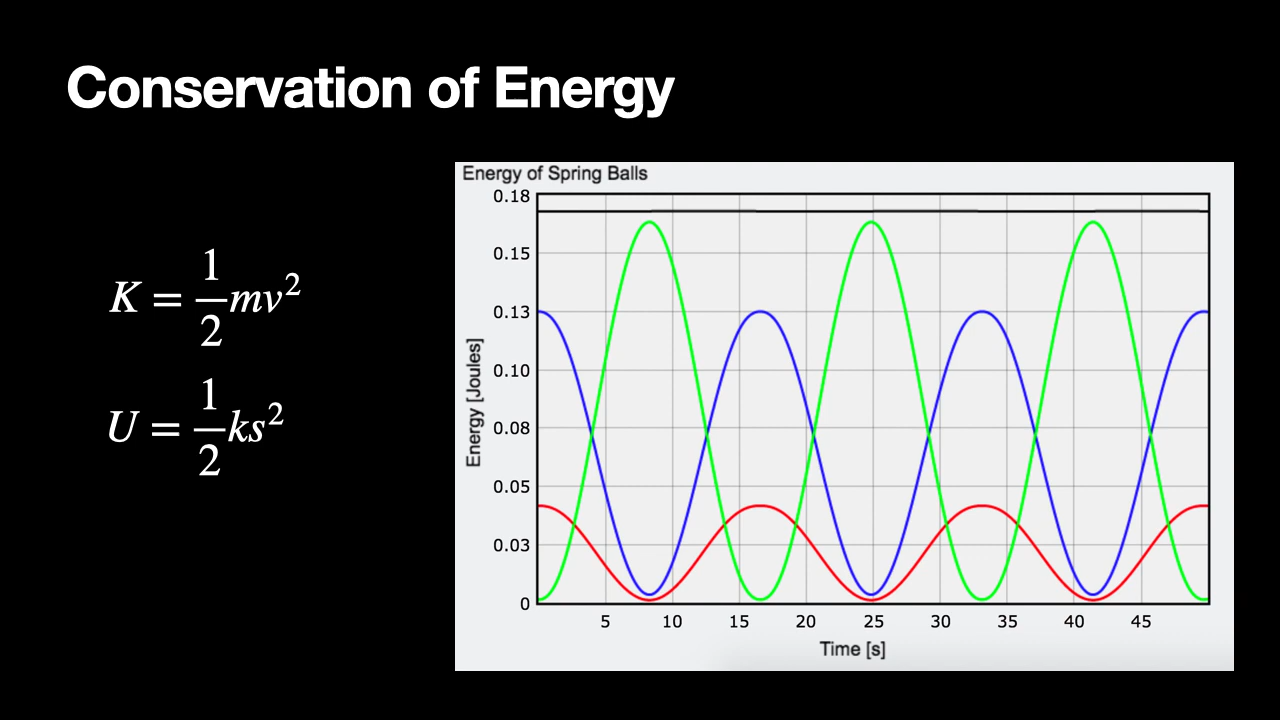 Conservation of Energy
K = 1/2 mv²
U = 1/2 ks²
Energy of Spring Balls
0.18
0.15
0.13
0.10
0.08
0.05
0.03
0
Energy [Joules]
5 10 15 20 25 30 35 40 45
Time [s]